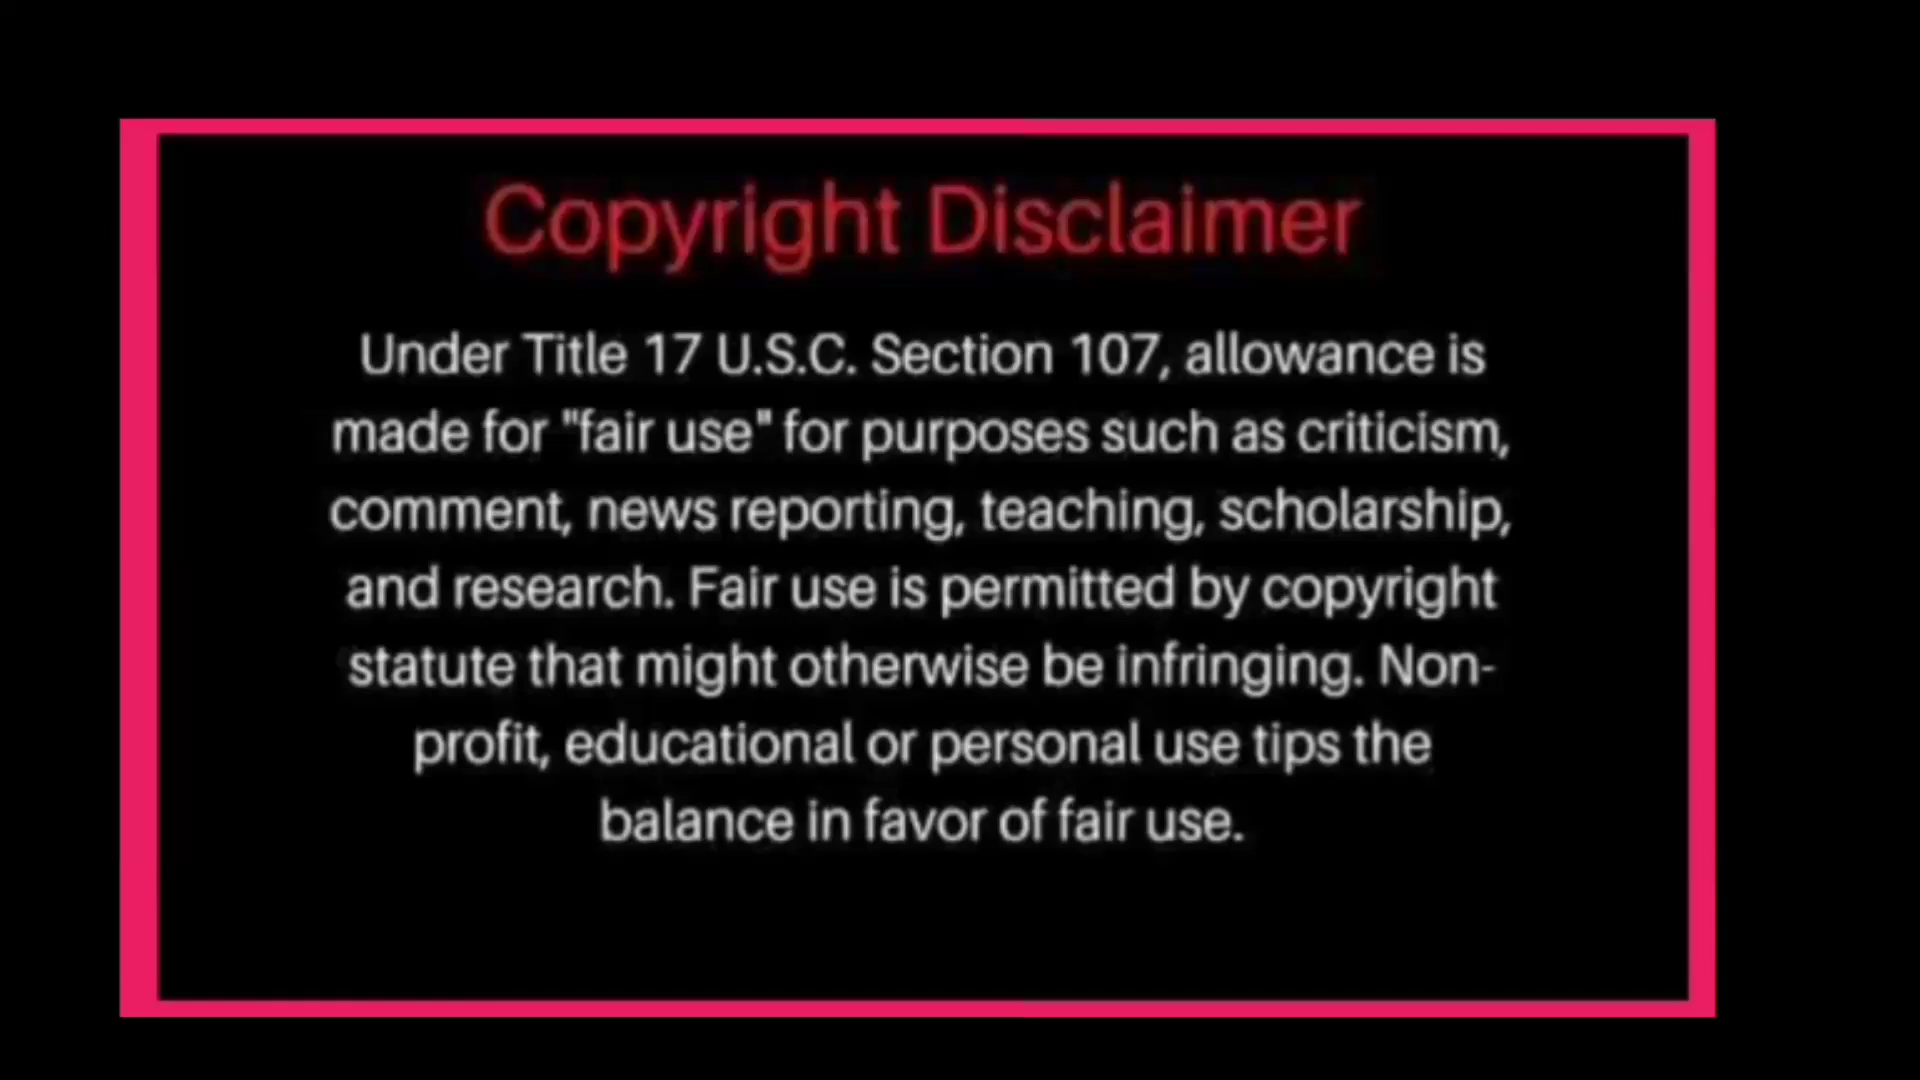 Copyright Disclaimer
Under Title 17 U.S.C. Section 107, allowance is
made for "fair use" for purposes such as criticism,
comment, news reporting, teaching, scholarship,
and research. Fair use is permitted by copyright
statute that might otherwise be infringing. Non-
profit, educational or personal use tips the
balance in favor of fair use.